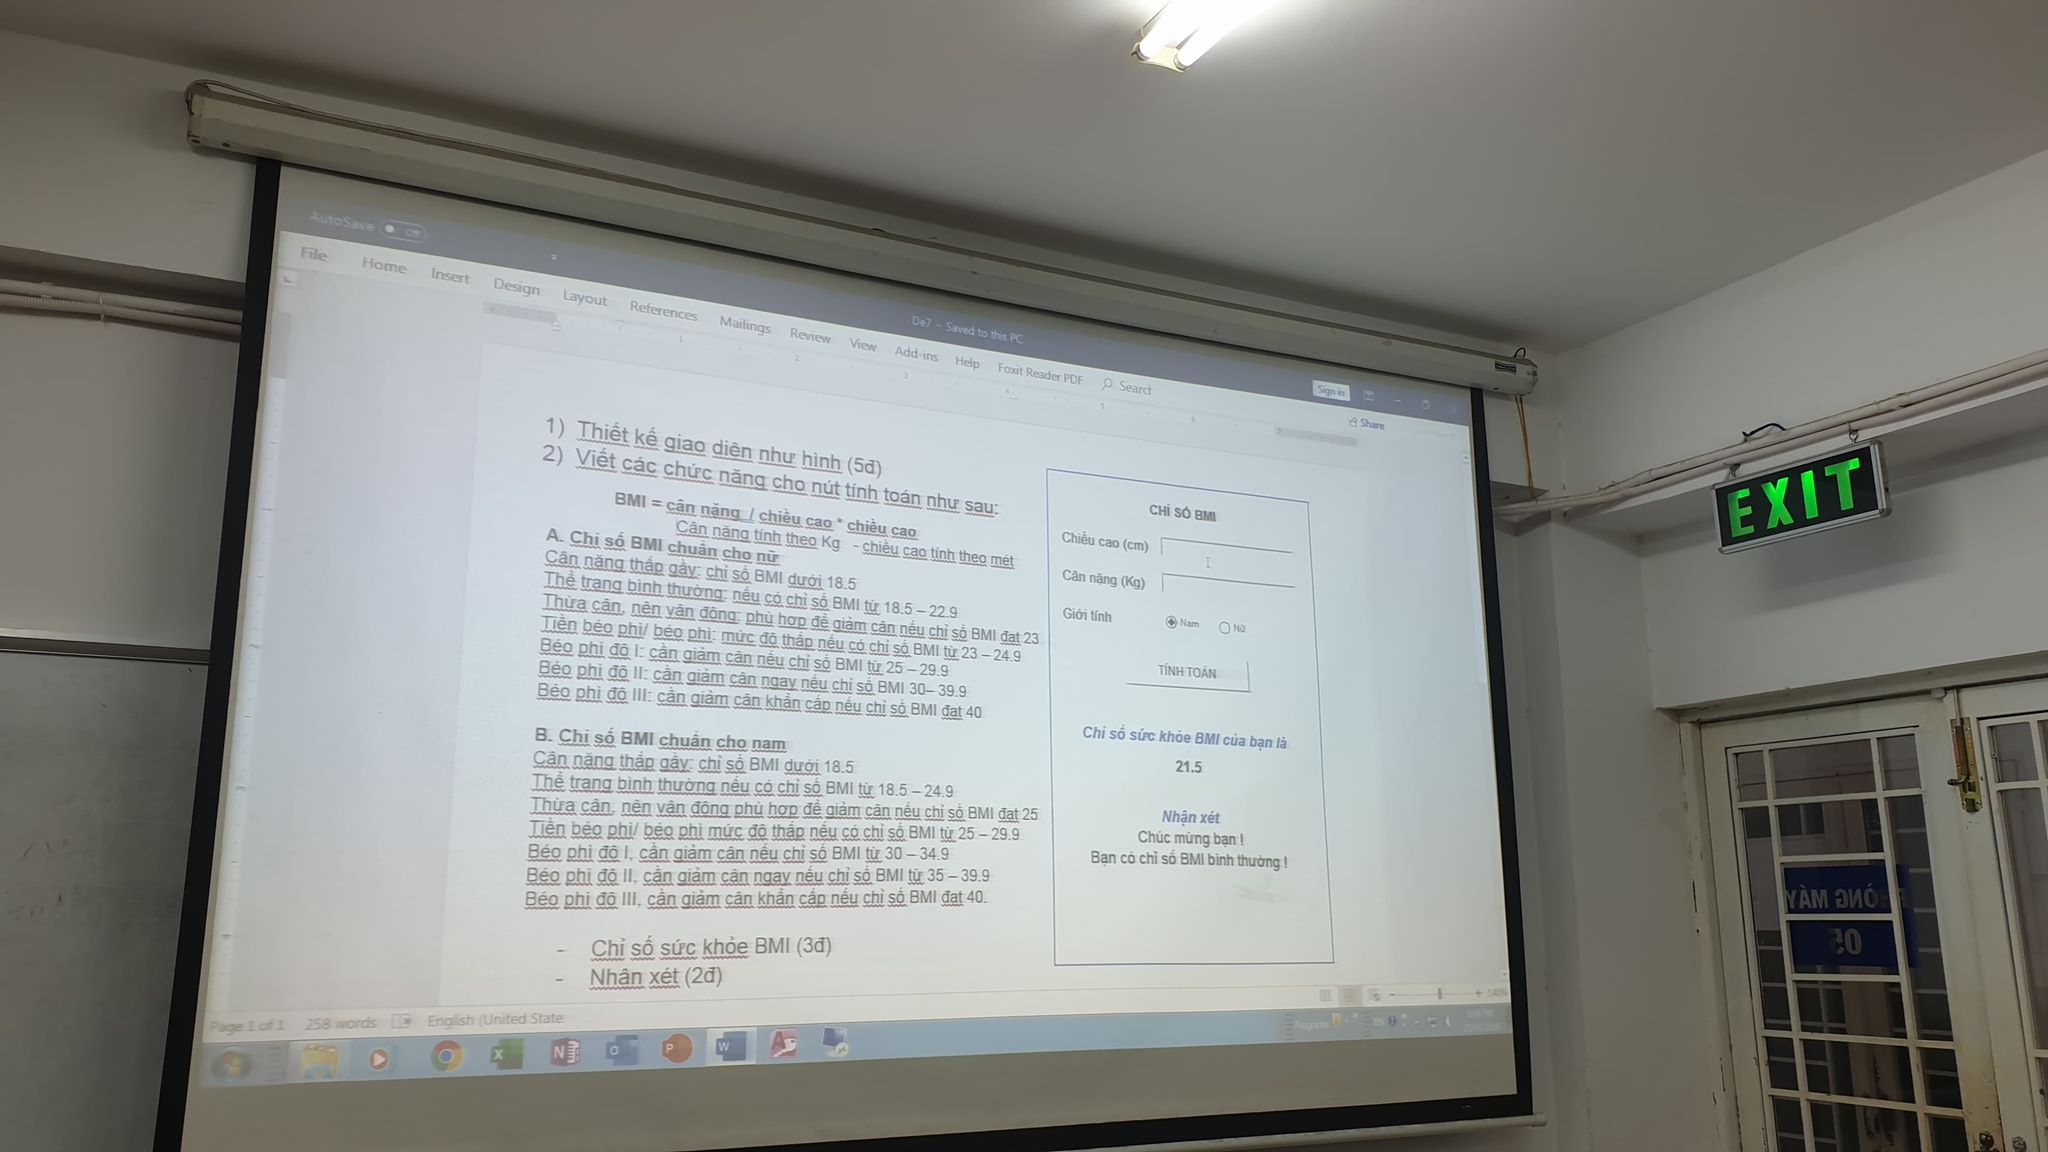 AutoSave Off
De7 - Saved to this PC
Sign in
File Home Insert Design Layout References Mailings Review View Add-ins Help Foxit Reader PDF Search
Share
1) Thiết kế giao diên như hình (5đ)
2) Viết các chức năng cho nút tính toán như sau:
BMI = cân nặng / chiều cao * chiều cao
Cân nặng tính theo Kg - chiều cao tính theo mét
A. Chỉ số BMI chuẩn cho nữ
Cân nặng thấp gầy: chỉ số BMI dưới 18.5
Thể trạng bình thường: nếu có chỉ số BMI từ 18.5 – 22.9
Thừa cân, nên vận động: phù hợp để giảm cân nếu chỉ số BMI đạt 23
Tiền béo phì/ béo phì: mức độ thấp nếu có chỉ số BMI từ 23 – 24.9
Béo phì độ I: cần giảm cân nếu chỉ số BMI từ 25 – 29.9
Béo phì độ II: cần giảm cân ngay nếu chỉ số BMI 30– 39.9
Béo phì độ III: cần giảm cân khẩn cấp nếu chỉ số BMI đạt 40
B. Chỉ số BMI chuẩn cho nam
Cân nặng thấp gầy: chỉ số BMI dưới 18.5
Thể trạng bình thường nếu có chỉ số BMI từ 18.5 – 24.9
Thừa cân, nên vận động phù hợp để giảm cân nếu chỉ số BMI đạt 25
Tiền béo phì/ béo phì mức độ thấp nếu có chỉ số BMI từ 25 – 29.9
Béo phì độ I, cần giảm cân nếu chỉ số BMI từ 30 – 34.9
Béo phì độ II, cần giảm cân ngay nếu chỉ số BMI từ 35 – 39.9
Béo phì độ III, cần giảm cân khẩn cấp nếu chỉ số BMI đạt 40.
- Chỉ số sức khỏe BMI (3đ)
- Nhận xét (2đ)
CHỈ SỐ BMI
Chiều cao (cm)
Cân nặng (Kg)
Giới tính Nam Nữ
TÍNH TOÁN
Chỉ số sức khỏe BMI của bạn là
21.5
Nhận xét
Chúc mừng bạn !
Bạn có chỉ số BMI bình thường !
Page 1 of 1 258 words English (United State
140%
Programs
EN
EXIT
PHÒNG MÁY
05